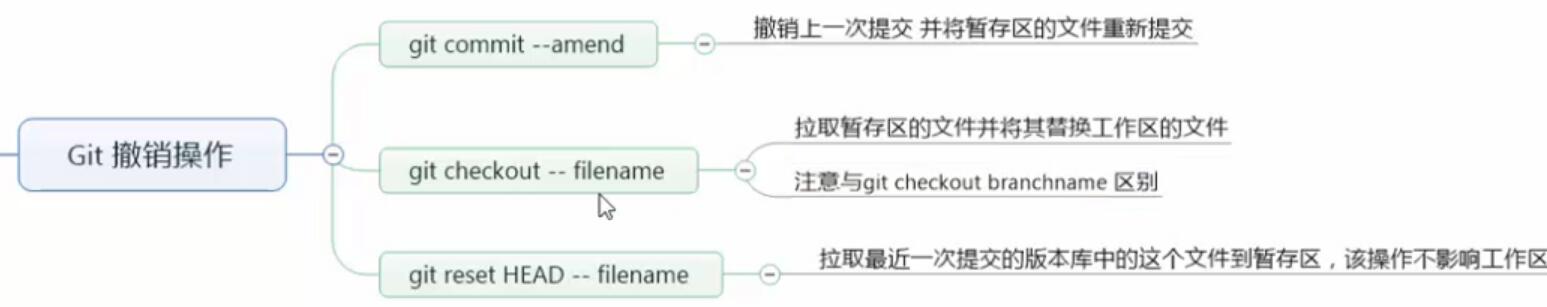 Git 撤销操作
git commit --amend
撤销上一次提交 并将暂存区的文件重新提交
git checkout -- filename
拉取暂存区的文件并将其替换工作区的文件
注意与git checkout branchname 区别
git reset HEAD -- filename
拉取最近一次提交的版本库中的这个文件到暂存区，该操作不影响工作区